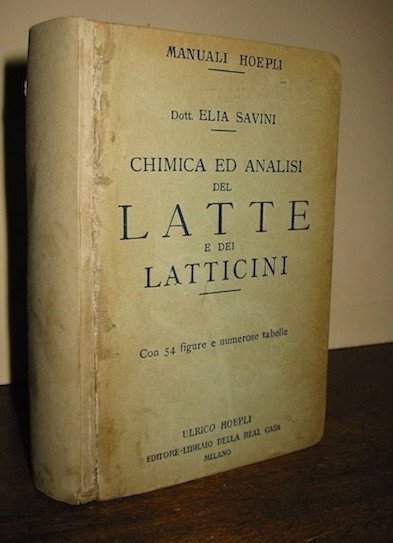 MANUALI HOEPLI
Dott. ELIA SAVINI
CHIMICA ED ANALISI
DEL
LATTE
E DEI
LATTICINI
Con 54 figure e numerose tabelle
ULRICO HOEPLI
EDITORE-LIBRAIO DELLA REAL CASA
MILANO